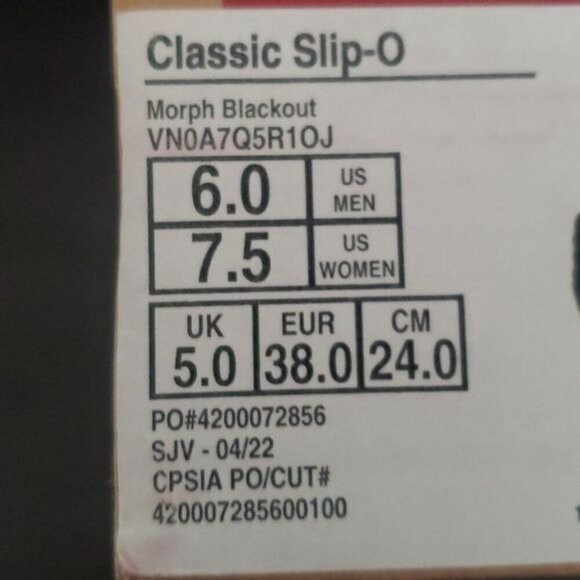 Classic Slip-O
Morph Blackout
VN0A7Q5R1OJ
6.0 US MEN
7.5 US WOMEN
UK EUR CM
5.0 38.0 24.0
PO#4200072856
SJV - 04/22
CPSIA PO/CUT#
420007285600100